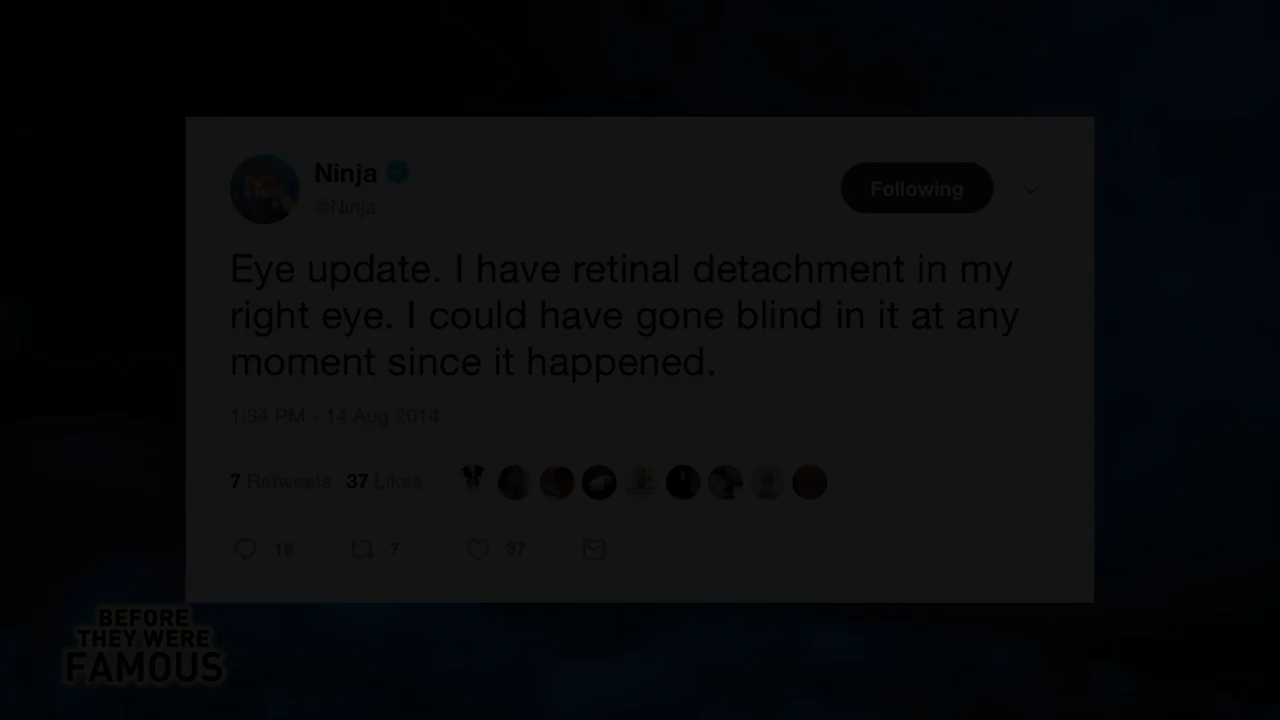 Ninja
@Ninja
Following
Eye update. I have retinal detachment in my
right eye. I could have gone blind in it at any
moment since it happened.
1:34 PM - 14 Aug 2014
7 Retweets 37 Likes
18 7 37
BEFORE
THEY WERE
FAMOUS